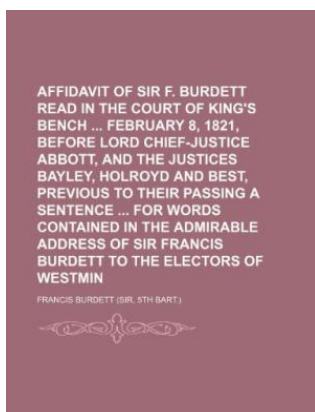 AFFIDAVIT OF SIR F. BURDETT
READ IN THE COURT OF KING'S
BENCH ... FEBRUARY 8, 1821,
BEFORE LORD CHIEF-JUSTICE
ABBOTT, AND THE JUSTICES
BAYLEY, HOLROYD AND BEST,
PREVIOUS TO THEIR PASSING A
SENTENCE ... FOR WORDS
CONTAINED IN THE ADMIRABLE
ADDRESS OF SIR FRANCIS
BURDETT TO THE ELECTORS OF
WESTMIN
FRANCIS BURDETT (SIR, 5TH BART.)